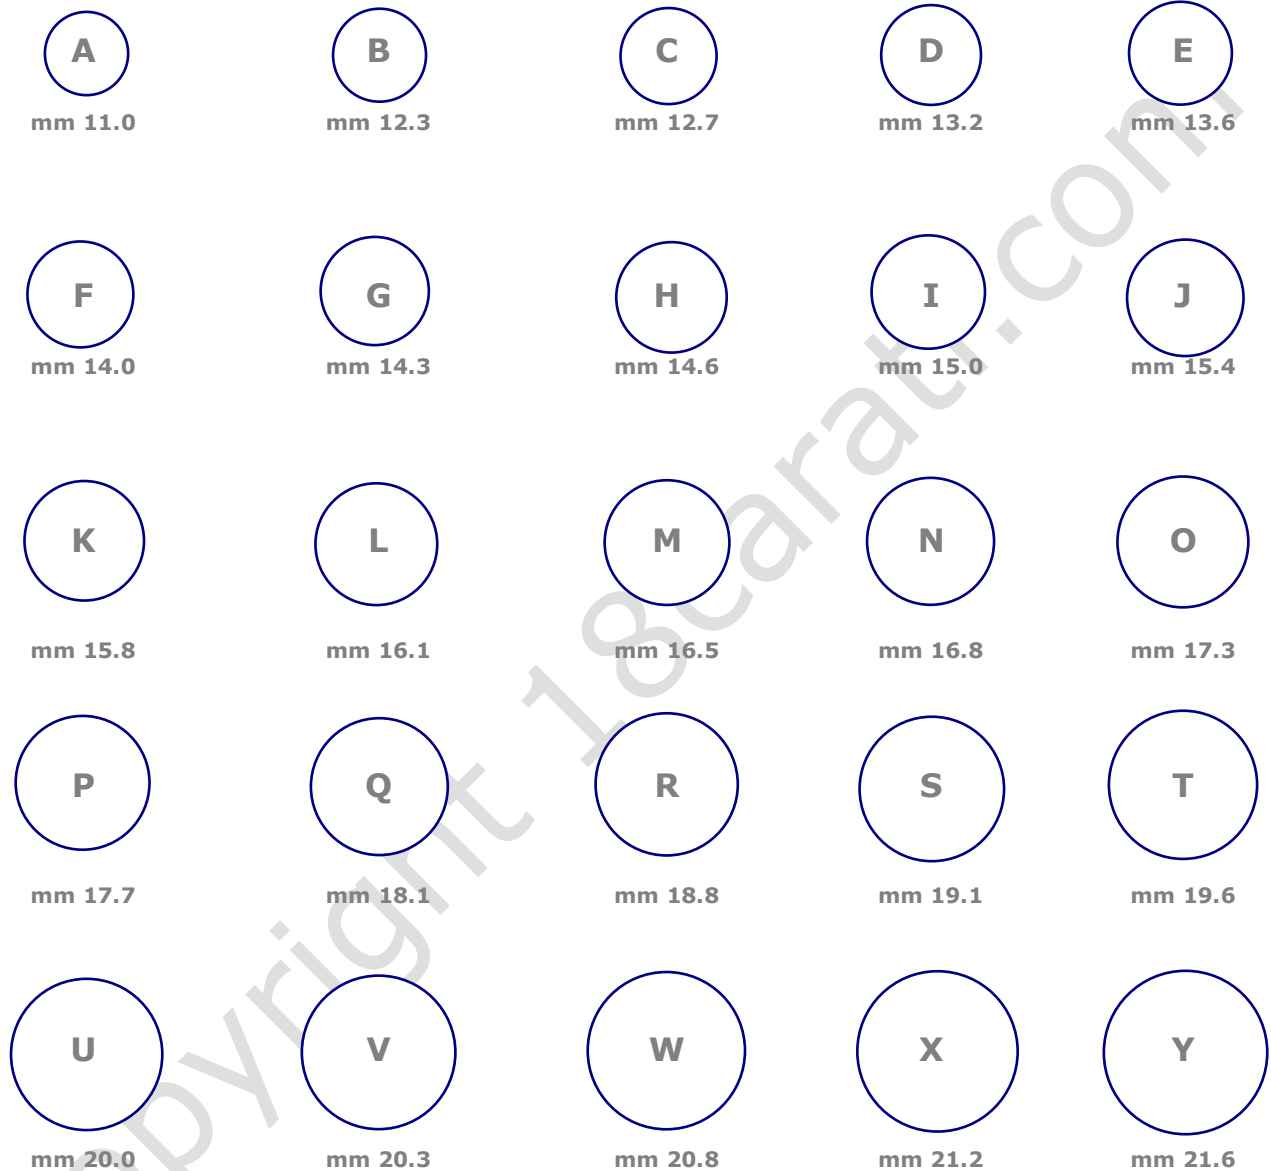 A B C D E
mm 11.0 mm 12.3 mm 12.7 mm 13.2 mm 13.6
F G H I J
mm 14.0 mm 14.3 mm 14.6 mm 15.0 mm 15.4
K L M N O
mm 15.8 mm 16.1 mm 16.5 mm 16.8 mm 17.3
P Q R S T
mm 17.7 mm 18.1 mm 18.8 mm 19.1 mm 19.6
U V W X Y
mm 20.0 mm 20.3 mm 20.8 mm 21.2 mm 21.6
opyright 18carati.com